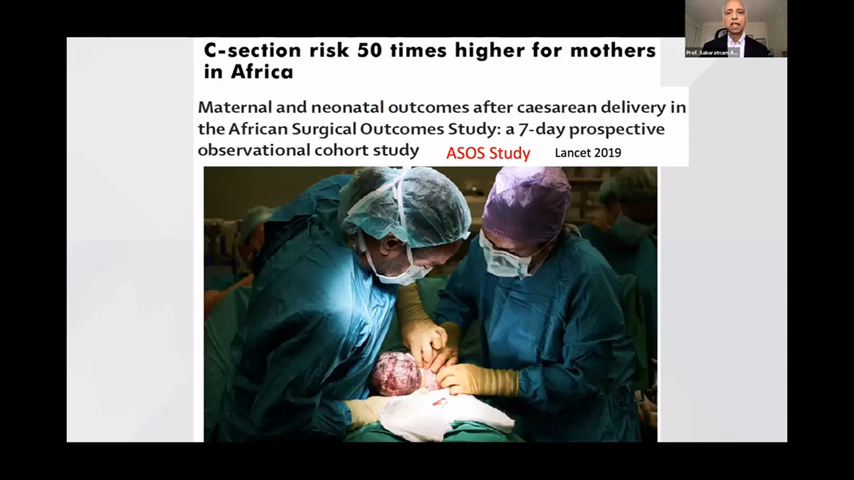 C-section risk 50 times higher for mothers
in Africa
Maternal and neonatal outcomes after caesarean delivery in
the African Surgical Outcomes Study: a 7-day prospective
observational cohort study ASOS Study Lancet 2019
Prof. Sabaratnam A...